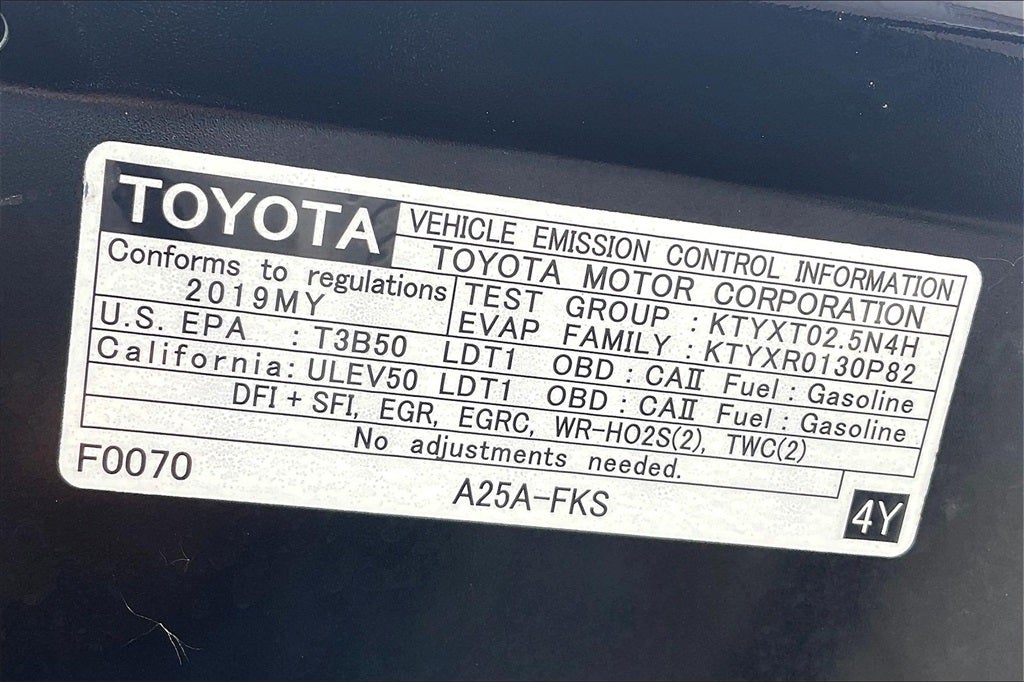 TOYOTA
VEHICLE EMISSION CONTROL INFORMATION
TOYOTA MOTOR CORPORATION
Conforms to regulations
2019MY
TEST GROUP : KTYXT02.5N4H
EVAP FAMILY : KTYXR0130P82
U.S. EPA : T3B50 LDT1 OBD : CAⅡ Fuel : Gasoline
California : ULEV50 LDT1 OBD : CAⅡ Fuel : Gasoline
DFI + SFI, EGR, EGRC, WR-HO2S(2), TWC(2)
No adjustments needed.
F0070
A25A-FKS
4Y